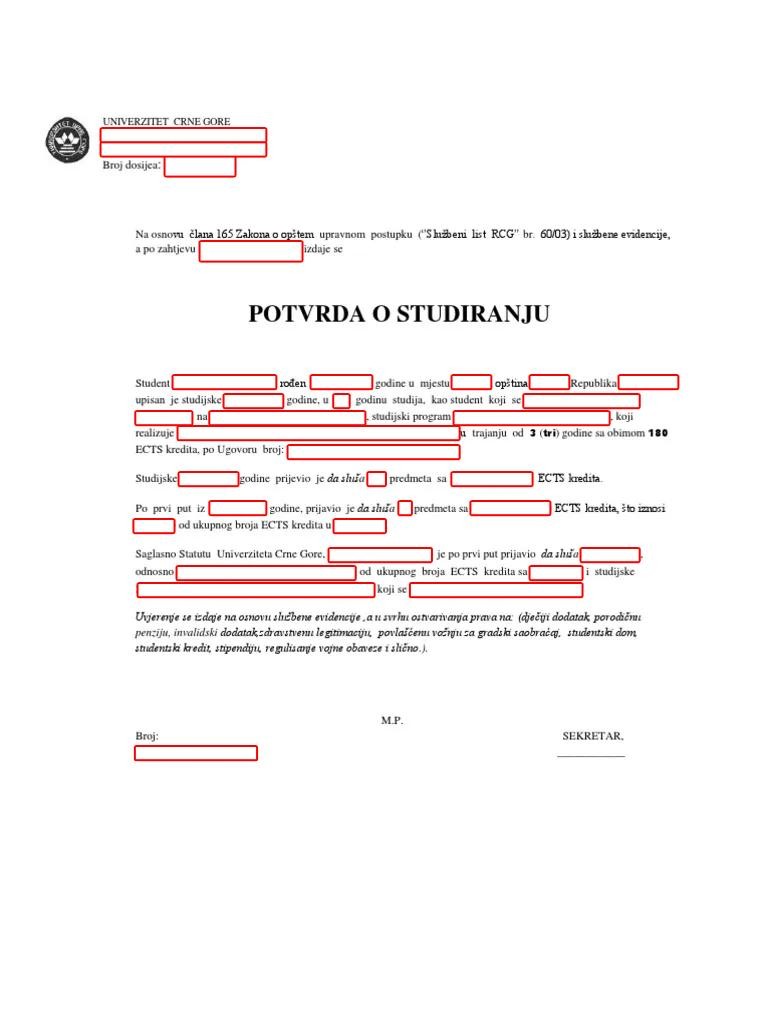 UNIVERZITET CRNE GORE
Broj dosijea:
Na osnovu člana 165 Zakona o opštem upravnom postupku ("Službeni list RCG" br. 60/03) i službene evidencije,
a po zahtjevu izdaje se
POTVRDA O STUDIRANJU
Student rođen godine u mjestu opština Republika
upisan je studijske godine, u godinu studija, kao student koji se
na , studijski program , koji
realizuje u trajanju od 3 (tri) godine sa obimom 180
ECTS kredita, po Ugovoru broj:
Studijske godine prijevio je da sluša predmeta sa ECTS kredita.
Po prvi put iz godine, prijavio je da sluša predmeta sa ECTS kredita, što iznosi
od ukupnog broja ECTS kredita u
Saglasno Statutu Univerziteta Crne Gore, je po prvi put prijavio da sluša ,
odnosno od ukupnog broja ECTS kredita sa i studijske
koji se
Uvjerenje se izdaje na osnovu službene evidencije ,a u svrhu ostvarivanja prava na: (dječiji dodatak, porodičnu
penziju, invalidski dodatak,zdravstvenu legitimaciju, povlašćenu vožnju za gradski saobraćaj, studentski dom,
studentski kredit, stipendiju, regulisanje vojne obaveze i slično.).
M.P.
Broj: SEKRETAR,